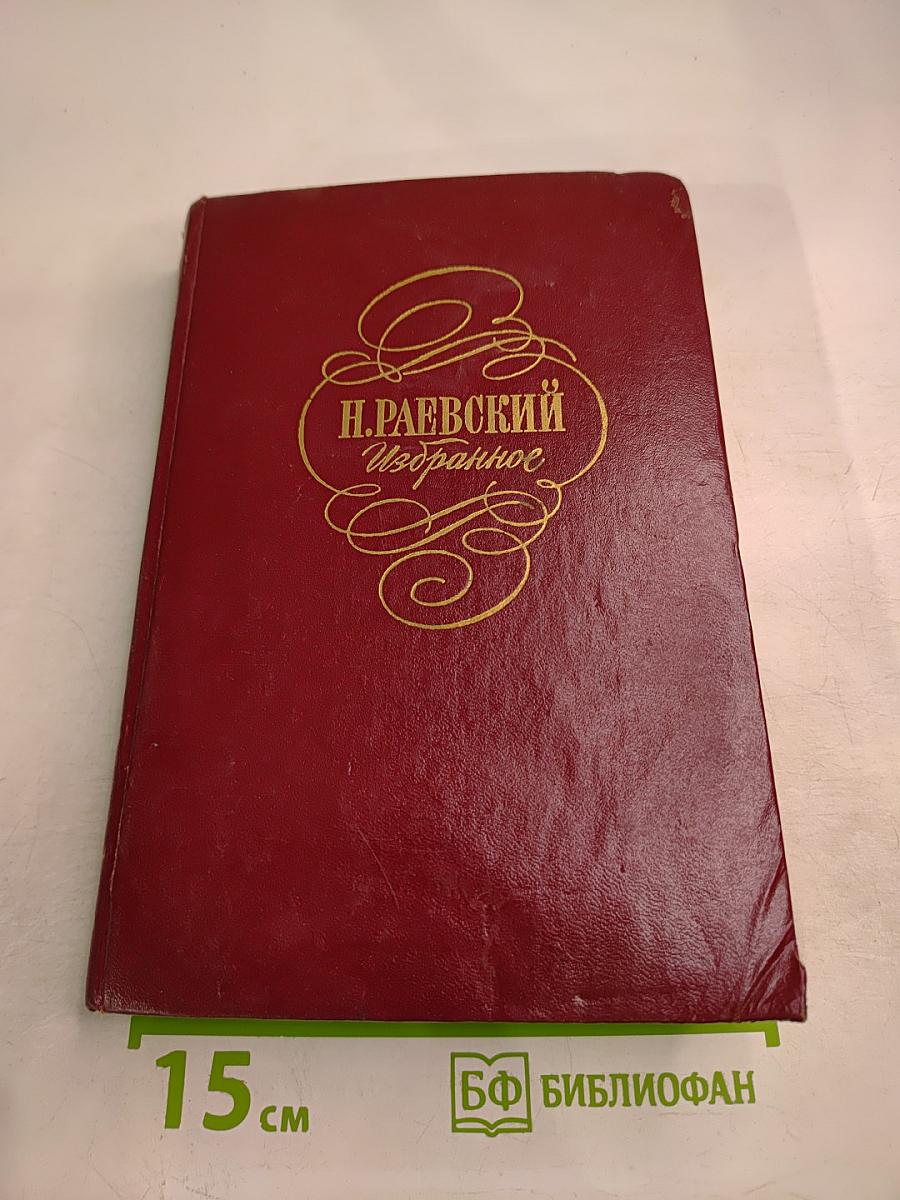 Н.РАЕВСКИЙ
Избранное
15 см
БФ БИБЛИОФАН